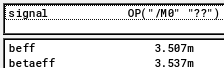 signal OP("/M0" "??")
beff 3.507m
betaeff 3.537m